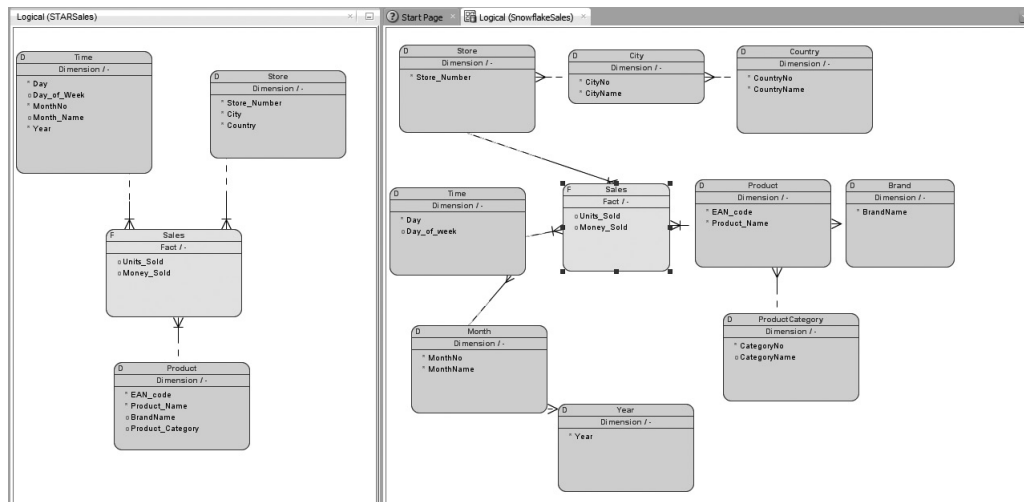 Logical (STARSales)
D Time
Dimension / -
* Day
o Day_of_Week
* MonthNo
o Month_Name
* Year
D Store
Dimension / -
* Store_Number
* City
* Country
F Sales
Fact / -
o Units_Sold
o Money_Sold
D Product
Dimension / -
* EAN_code
* Product_Name
o BrandName
o Product_Category
Start Page
Logical (SnowflakeSales)
D Store
Dimension / -
* Store_Number
D City
Dimension / -
* CityNo
* CityName
D Country
Dimension / -
* CountryNo
* CountryName
D Time
Dimension / -
* Day
o Day_of_week
F Sales
Fact / -
o Units_Sold
o Money_Sold
D Product
Dimension / -
* EAN_code
* Product_Name
D Brand
Dimension / -
* BrandName
D Month
Dimension / -
* MonthNo
* MonthName
D ProductCategory
Dimension / -
* CategoryNo
o CategoryName
D Year
Dimension / -
* Year